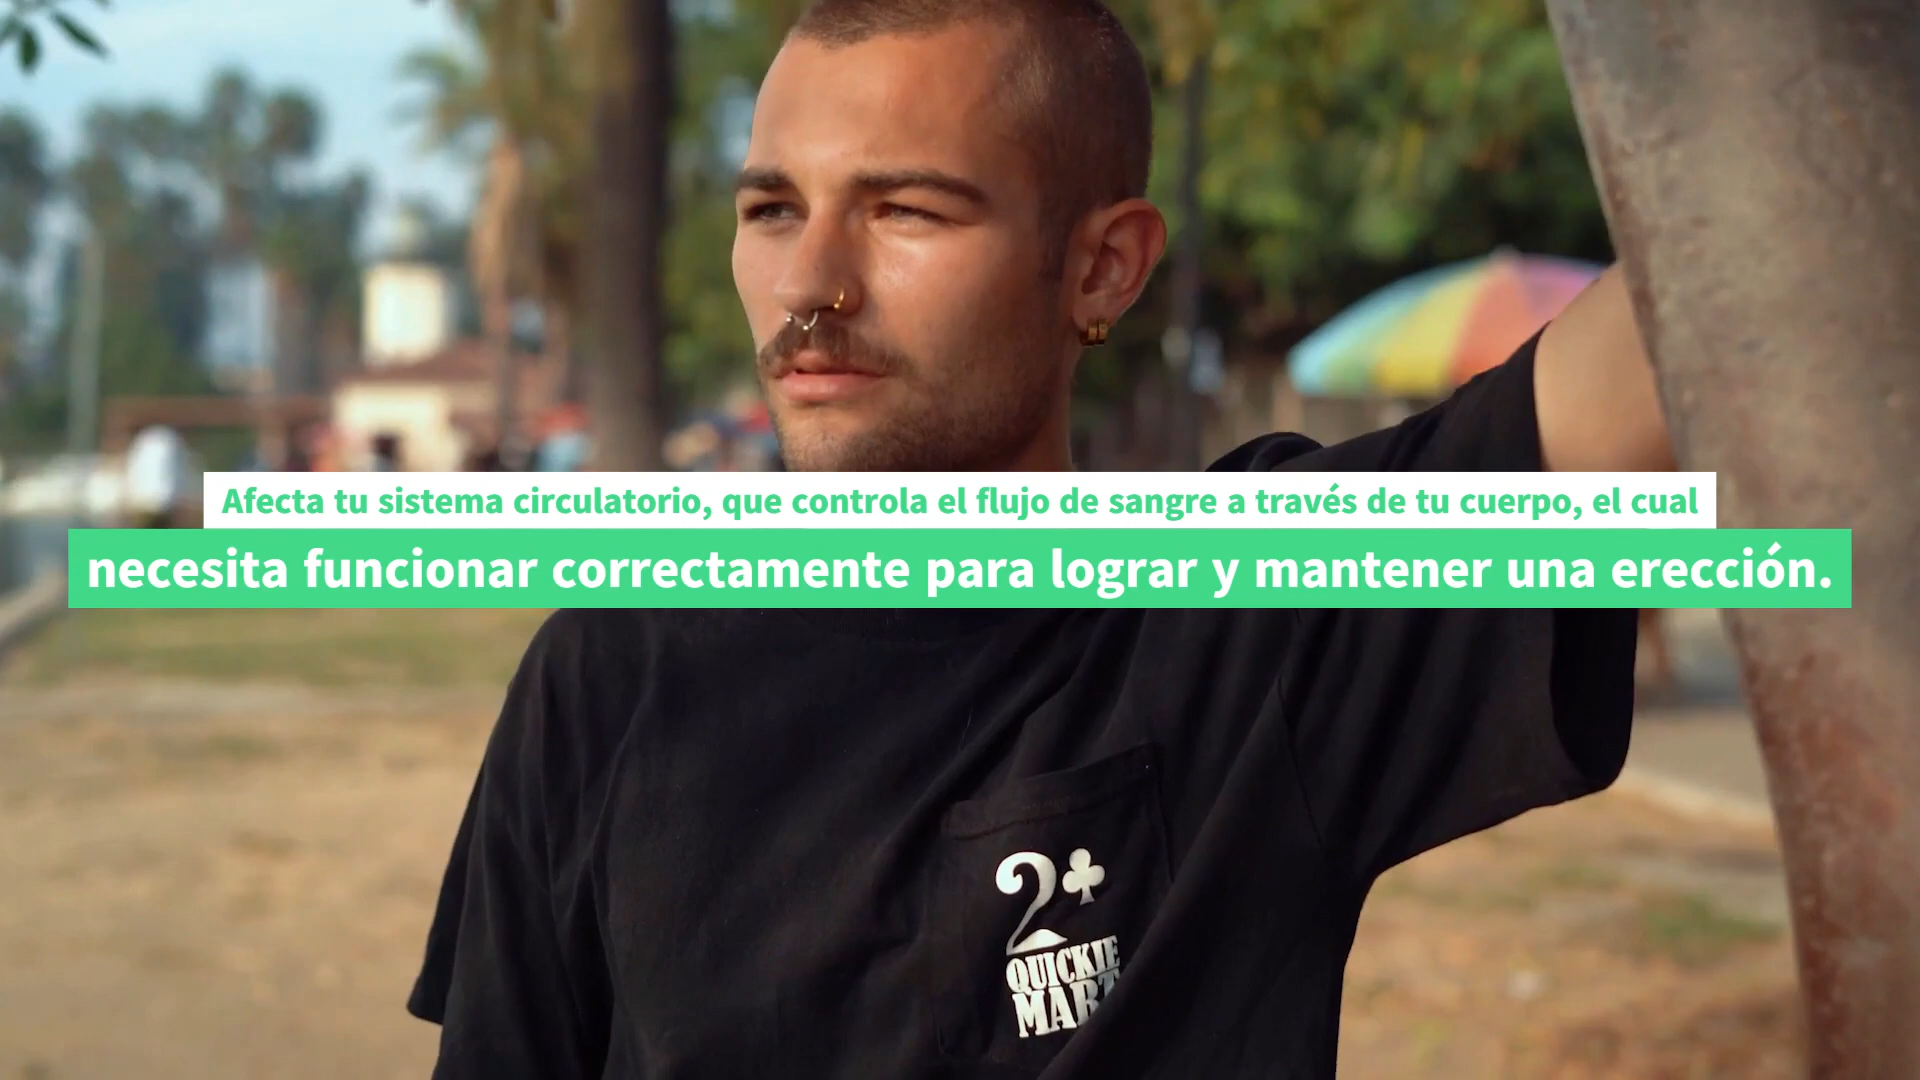 Afecta tu sistema circulatorio, que controla el flujo de sangre a través de tu cuerpo, el cual
necesita funcionar correctamente para lograr y mantener una erección.
2
QUICKIE
MART